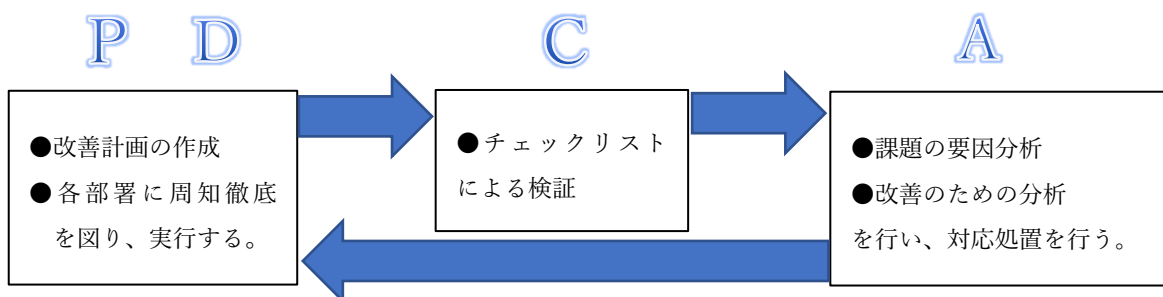 P D C A
●改善計画の作成
●各部署に周知徹底
を図り、実行する。
●チェックリスト
による検証
●課題の要因分析
●改善のための分析
を行い、対応処置を行う。